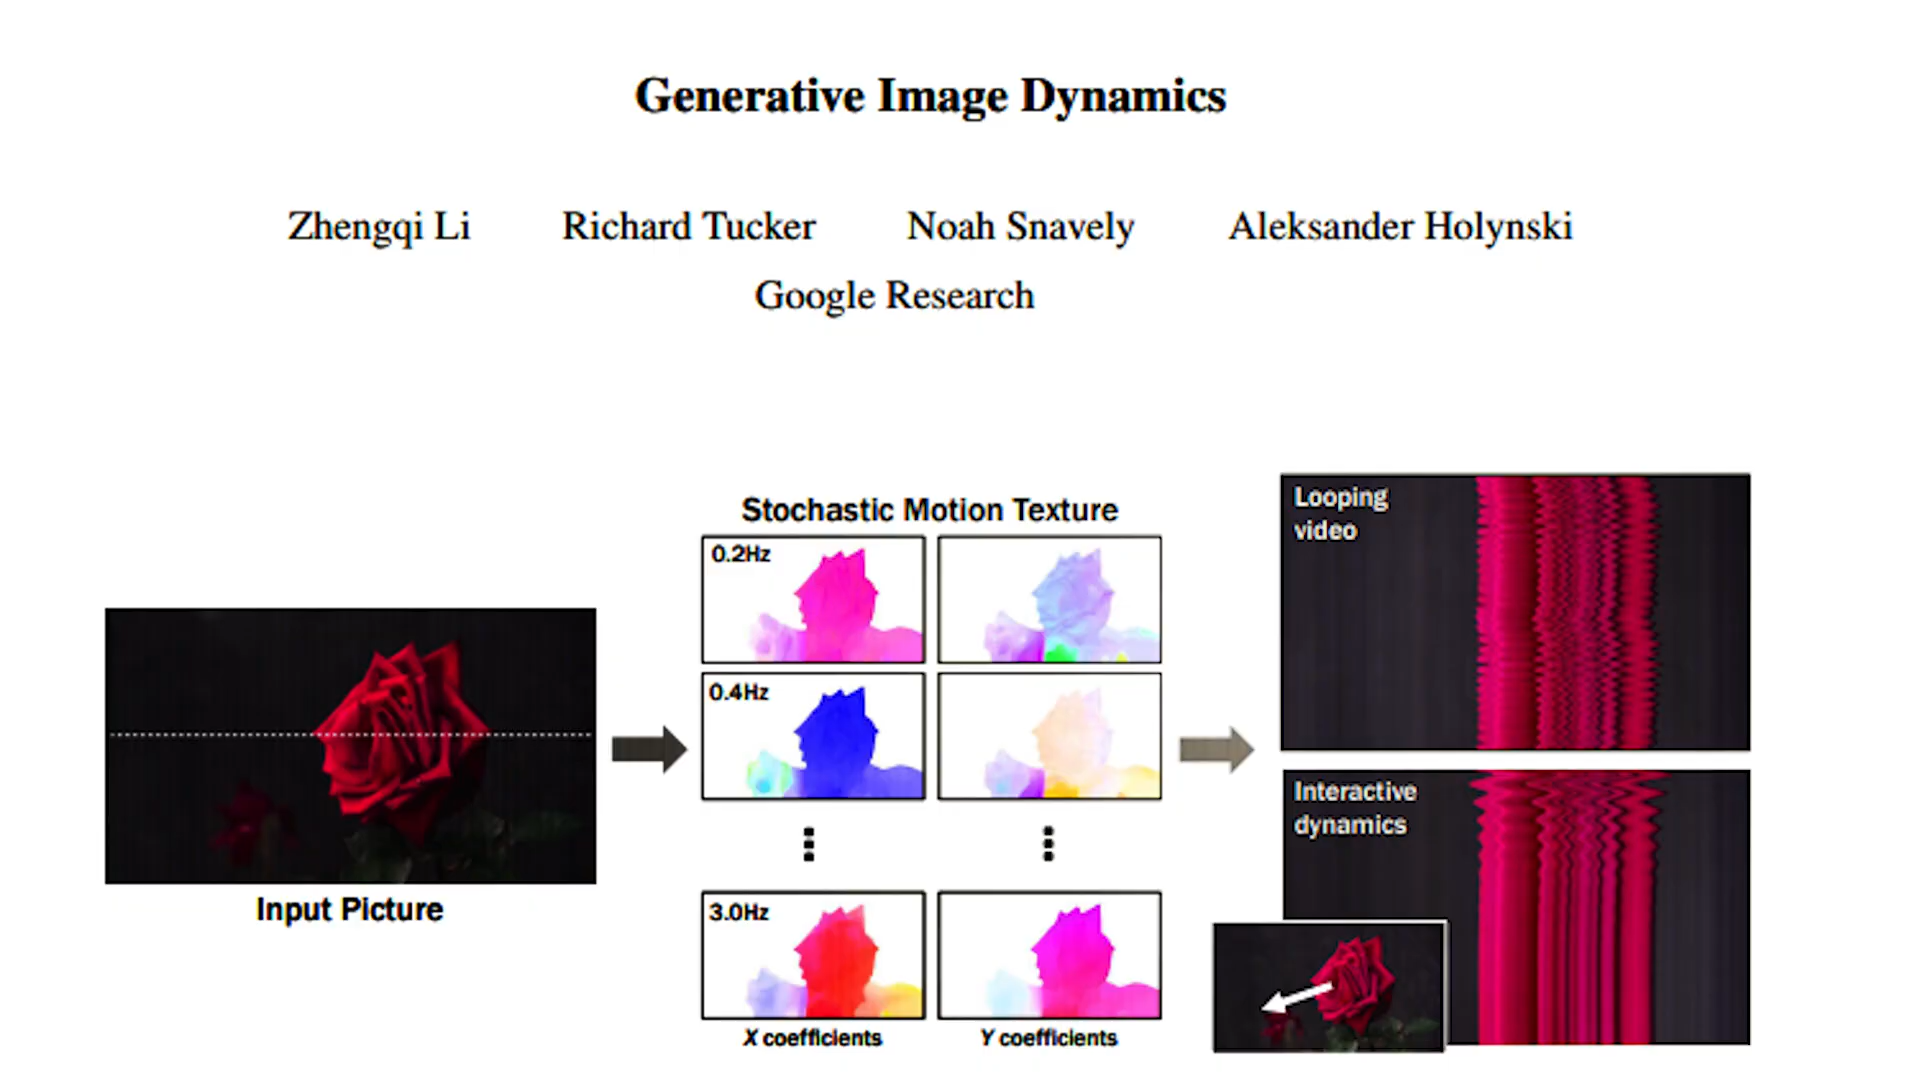 Generative Image Dynamics
Zhengqi Li Richard Tucker Noah Snavely Aleksander Holynski
Google Research
Input Picture
Stochastic Motion Texture
0.2Hz
0.4Hz
3.0Hz
X coefficients Y coefficients
Looping
video
Interactive
dynamics